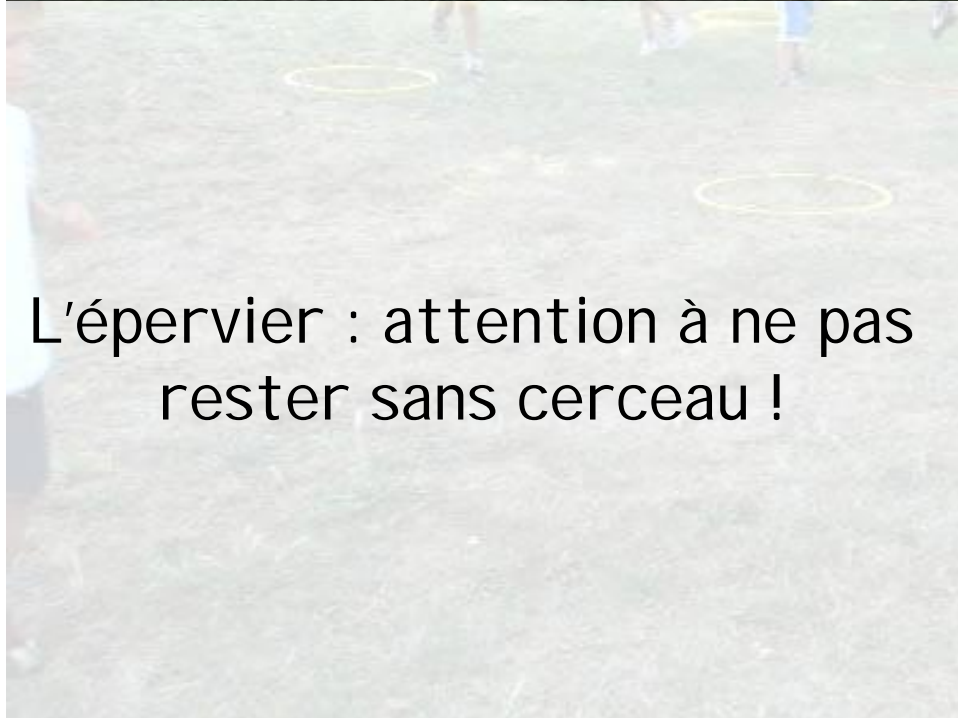 L'épervier : attention à ne pas
rester sans cerceau !